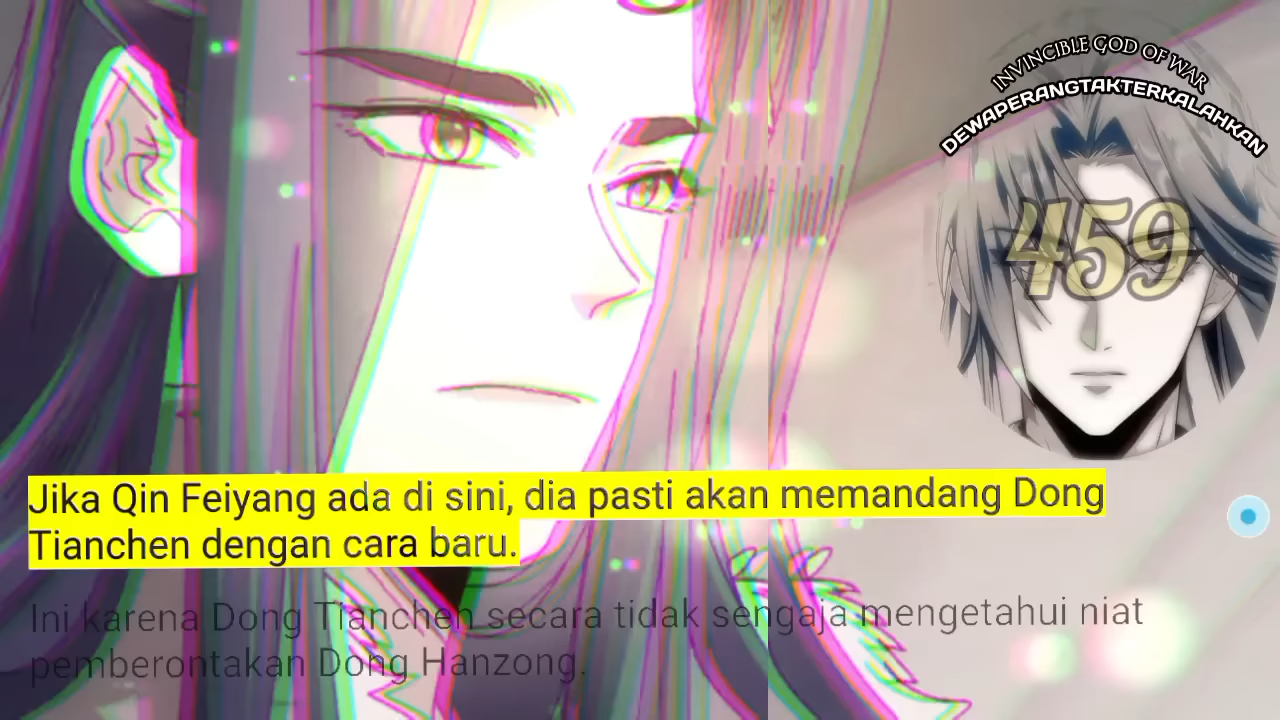 INVINCIBLE GOD OF WAR
DEWAPERANGTAKTERKALAHKAN
459
Jika Qin Feiyang ada di sini, dia pasti akan memandang Dong
Tianchen dengan cara baru.
Ini karena Dong Tianchen secara tidak sengaja mengetahui niat
pemberontakan Dong Hanzong.